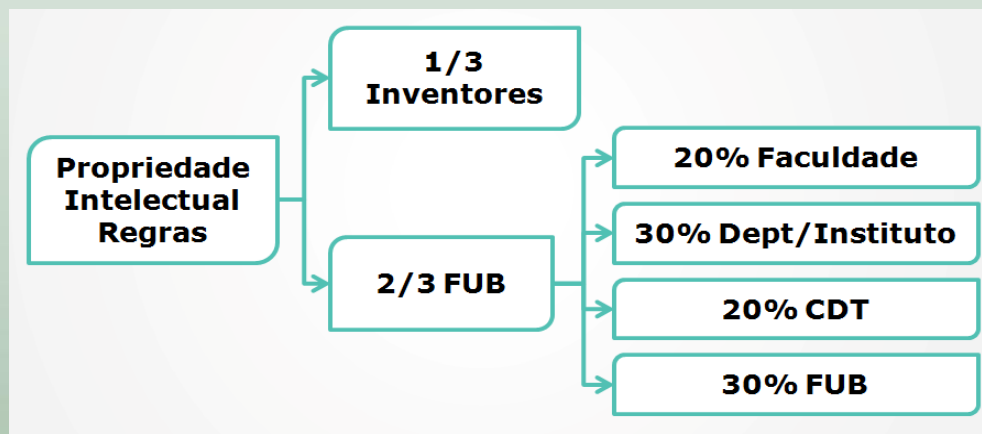 Propriedade
Intelectual
Regras
1/3
Inventores
2/3 FUB
20% Faculdade
30% Dept/Instituto
20% CDT
30% FUB